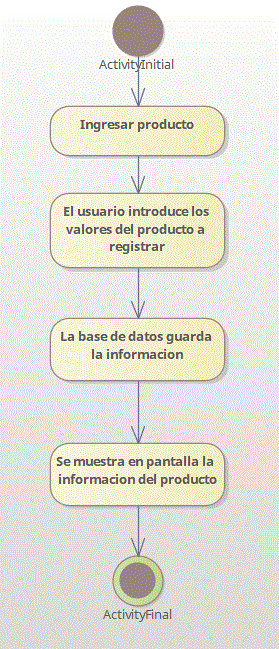 ActivityInitial
Ingresar producto
El usuario introduce los
valores del producto a
registrar
La base de datos guarda
la informacion
Se muestra en pantalla la
informacion del producto
ActivityFinal